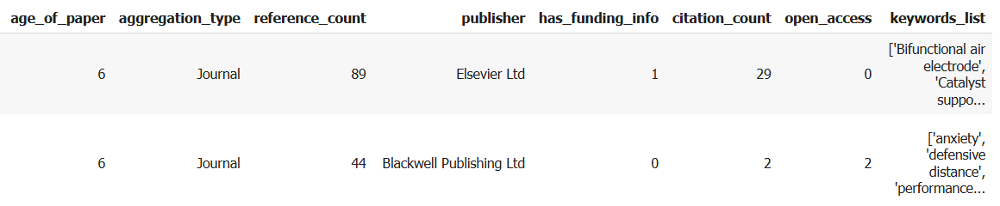 age_of_paper aggregation_type reference_count publisher has_funding_info citation_count open_access keywords_list
6 Journal 89 Elsevier Ltd 1 29 0 ['Bifunctional air
electrode',
'Catalyst
suppo...
6 Journal 44 Blackwell Publishing Ltd 0 2 2 ['anxiety',
'defensive
distance',
'performance...